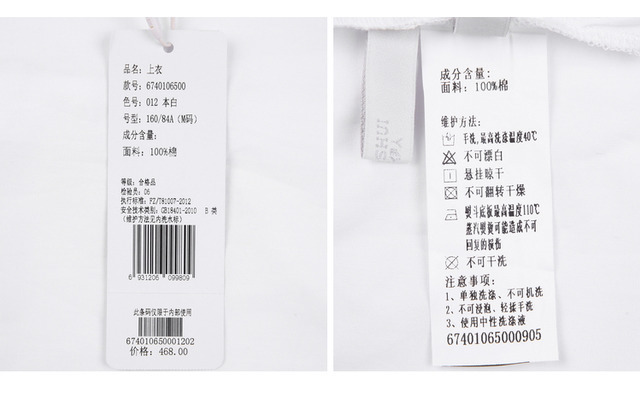 品名：上衣
款号：6740106500
色号：012 本白
号型：160/84A（M码）
成分含量：
面料：100%棉
等级：合格品
检验员：06
执行标准：FZ/T81007-2012
安全技术类别：GB18401-2010 B 类
（维护方法见内洗水标）
6 931206 099809
此条码仅限于内部使用
674010650001202
价格：468.00
SHUI
成分含量：
面料：100%棉
维护方法：
手洗，最高洗涤温度40℃
不可漂白
悬挂晾干
不可翻转干燥
熨斗底板最高温度110℃
蒸汽熨烫可能造成不可
回复的损伤
不可干洗
注意事项：
1、单独洗涤、不可机洗
2、不可浸泡、轻揉手洗
3、使用中性洗涤液
67401065000905